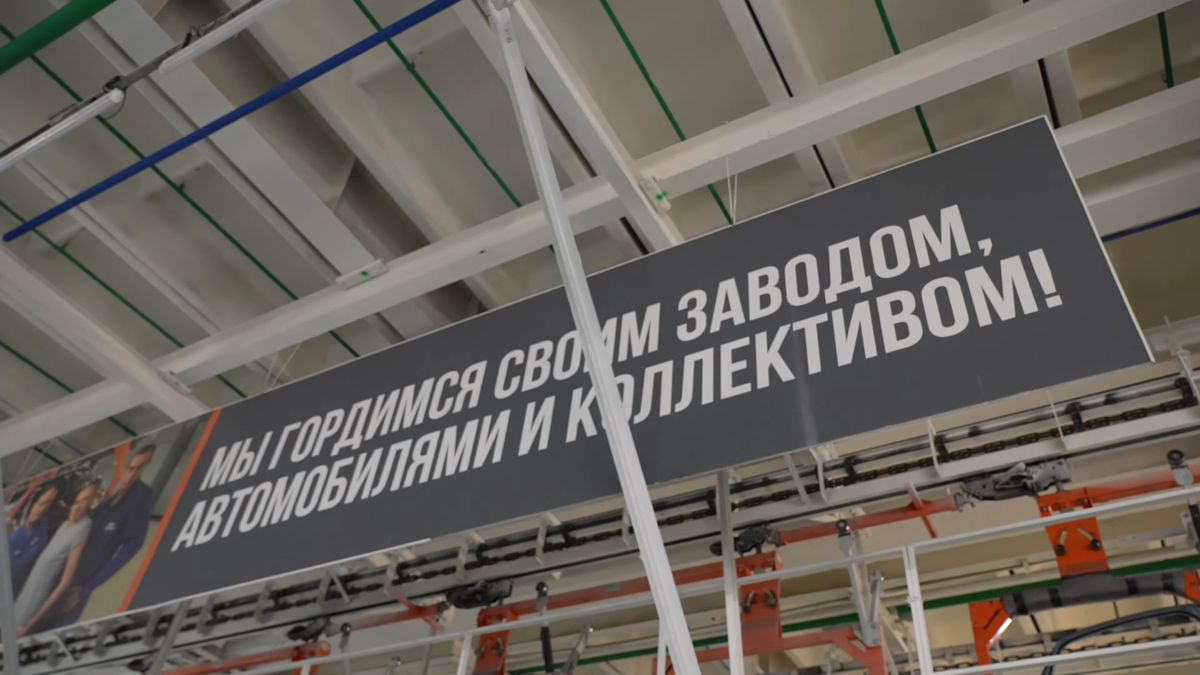 МЫ ГОРДИМСЯ СВОИМ ЗАВОДОМ,
АВТОМОБИЛЯМИ И КОЛЛЕКТИВОМ!